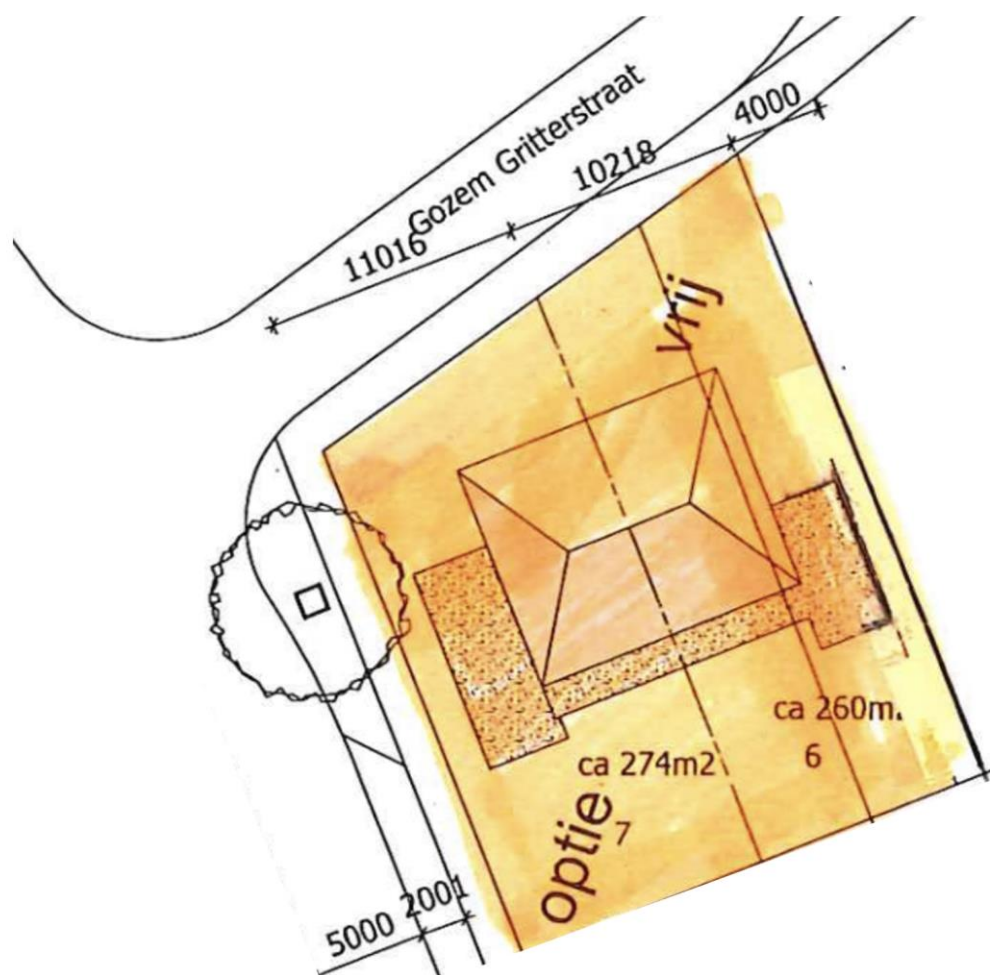 4000
Gozem Gritterstraat
10218
11016
vrij
ca 260m.
6
ca 274m2
optie
7
5000 2001